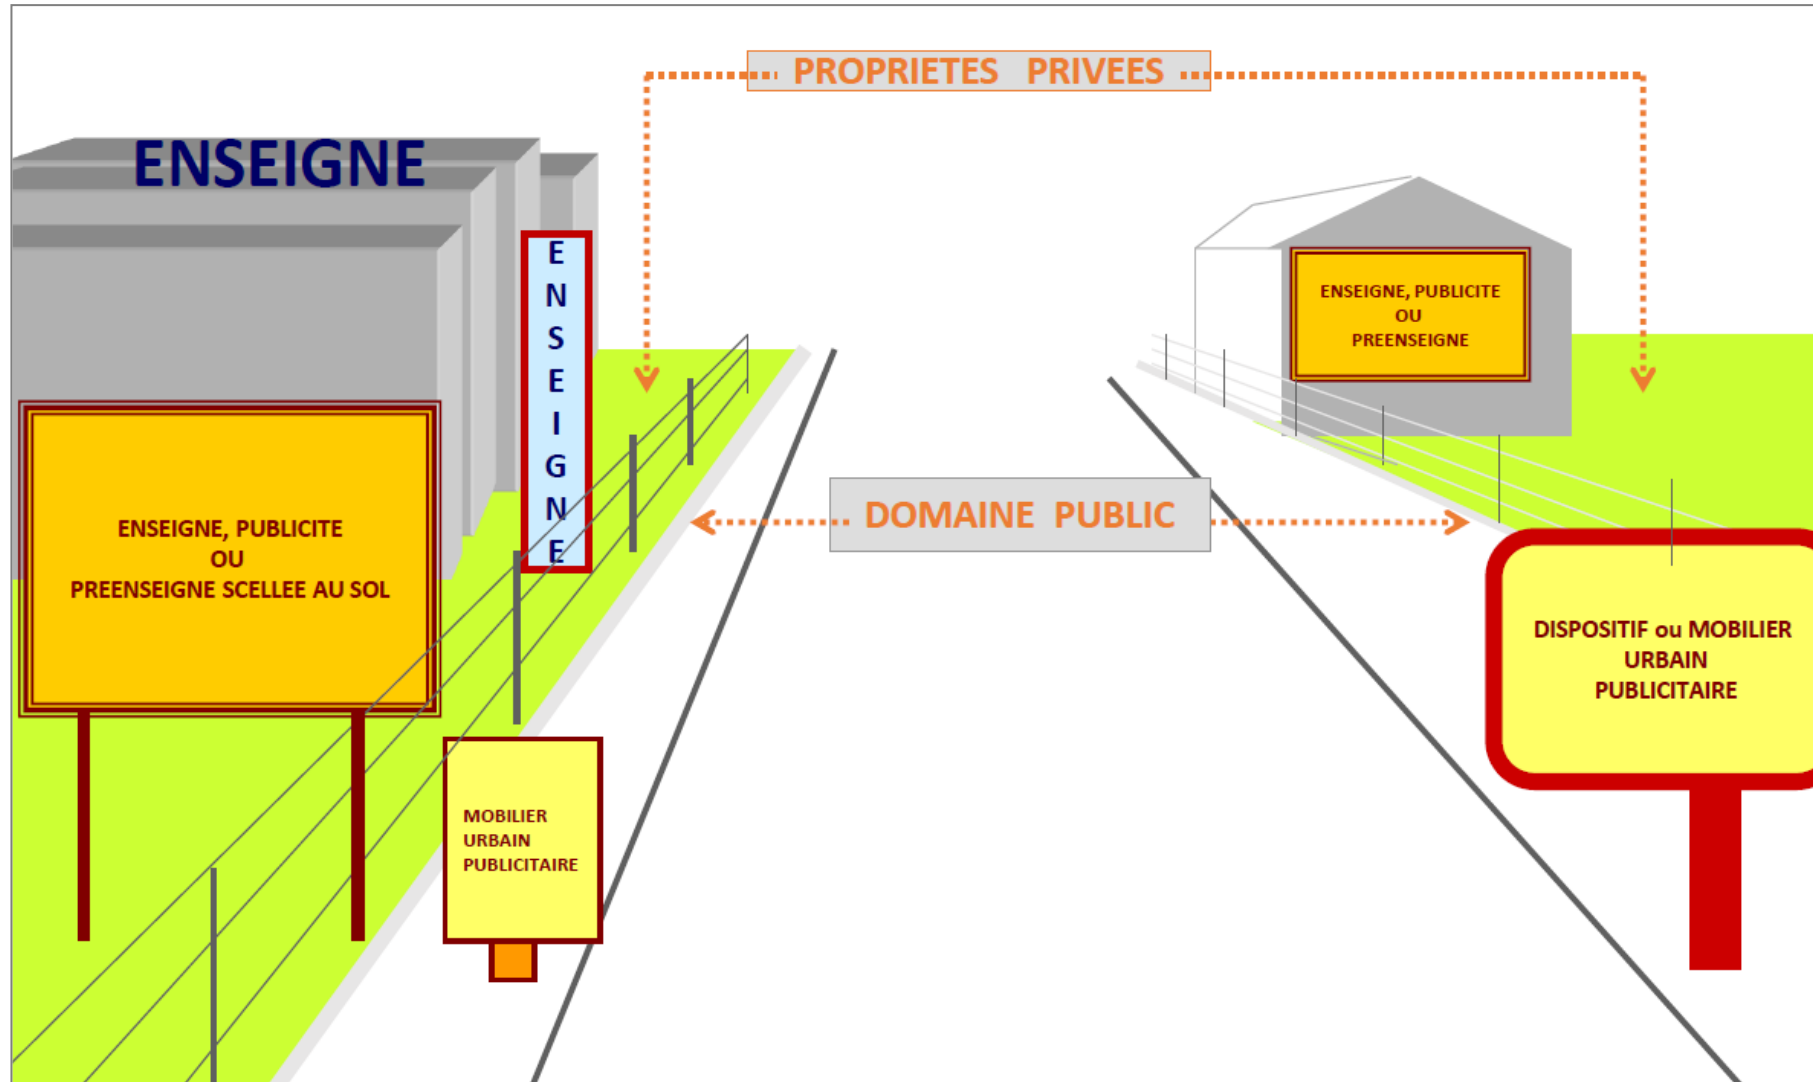 PROPRIETES PRIVEES
ENSEIGNE
E
N
S
E
I
G
N
E
ENSEIGNE, PUBLICITE
OU
PREENSEIGNE
ENSEIGNE, PUBLICITE
OU
PREENSEIGNE SCELLEE AU SOL
DOMAINE PUBLIC
DISPOSITIF ou MOBILIER
URBAIN
PUBLICITAIRE
MOBILIER
URBAIN
PUBLICITAIRE